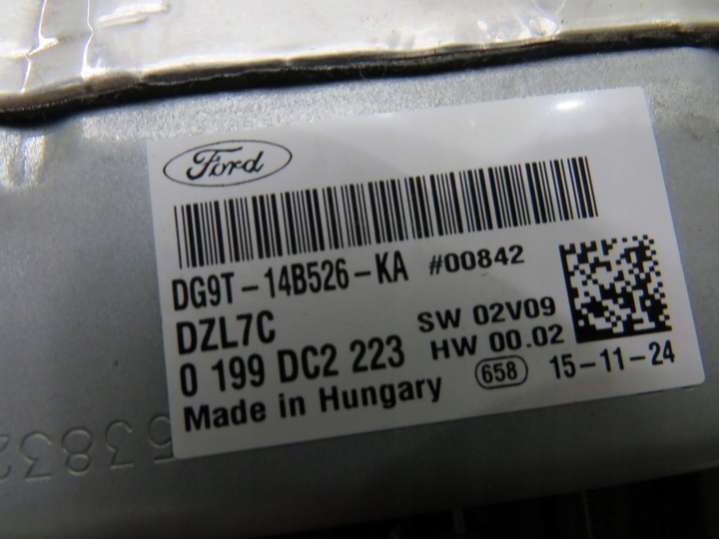 Ford
DG9T-14B526-KA #00842
DZL7C SW 02V09
0 199 DC2 223 HW 00.02
Made in Hungary 658 15-11-24
53832